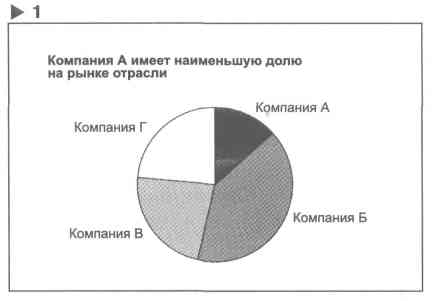 ▶ 1
Компания А имеет наименьшую долю
на рынке отрасли
Компания А
Компания Г
Компания Б
Компания В